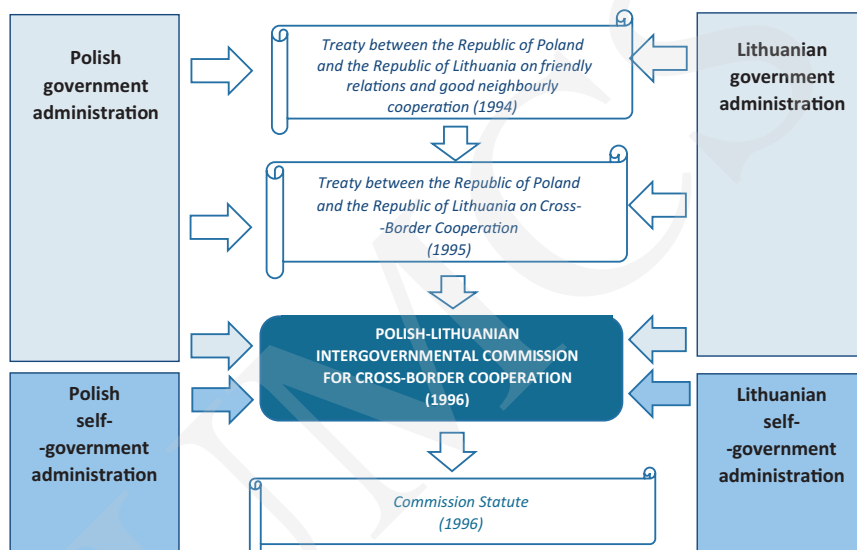 Polish
government
administration
Treaty between the Republic of Poland
and the Republic of Lithuania on friendly
relations and good neighbourly
cooperation (1994)
Lithuanian
government
administration
Treaty between the Republic of Poland
and the Republic of Lithuania on Cross-
-Border Cooperation
(1995)
POLISH-LITHUANIAN
INTERGOVERNMENTAL COMMISSION
FOR CROSS-BORDER COOPERATION
(1996)
Polish
self-
-government
administration
Lithuanian
self-
-government
administration
Commission Statute
(1996)